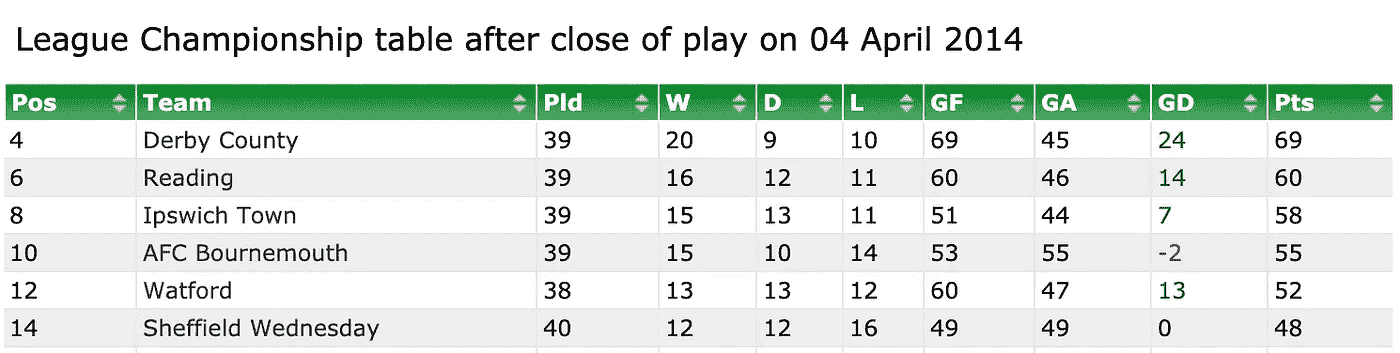 League Championship table after close of play on 04 April 2014
Pos Team Pld W D L GF GA GD Pts
4 Derby County 39 20 9 10 69 45 24 69
6 Reading 39 16 12 11 60 46 14 60
8 Ipswich Town 39 15 13 11 51 44 7 58
10 AFC Bournemouth 39 15 10 14 53 55 -2 55
12 Watford 38 13 13 12 60 47 13 52
14 Sheffield Wednesday 40 12 12 16 49 49 0 48